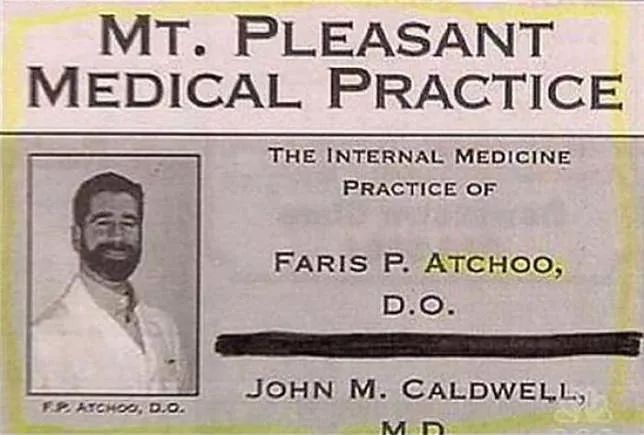 MT. PLEASANT
MEDICAL PRACTICE
THE INTERNAL MEDICINE
PRACTICE OF
FARIS P. ATCHOO,
D.O.
F.P. ATCHOO, D.O.
JOHN M. CALDWELL,
M.D.